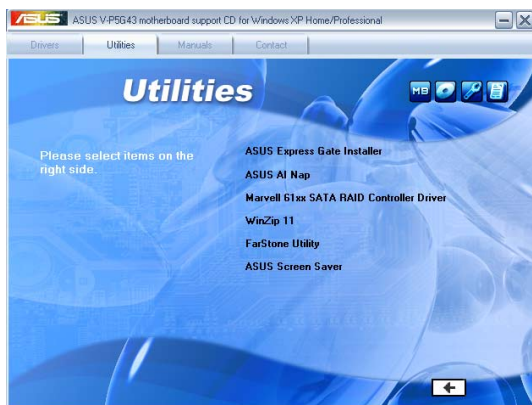 ASUS ASUS V-P5G43 motherboard support CD for Windows XP Home/Professional
Drivers Utilities Manuals Contact
Utilities
MB
Please select items on the
right side.
ASUS Express Gate Installer
ASUS AI Nap
Marvell 61xx SATA RAID Controller Driver
WinZip 11
FarStone Utility
ASUS Screen Saver